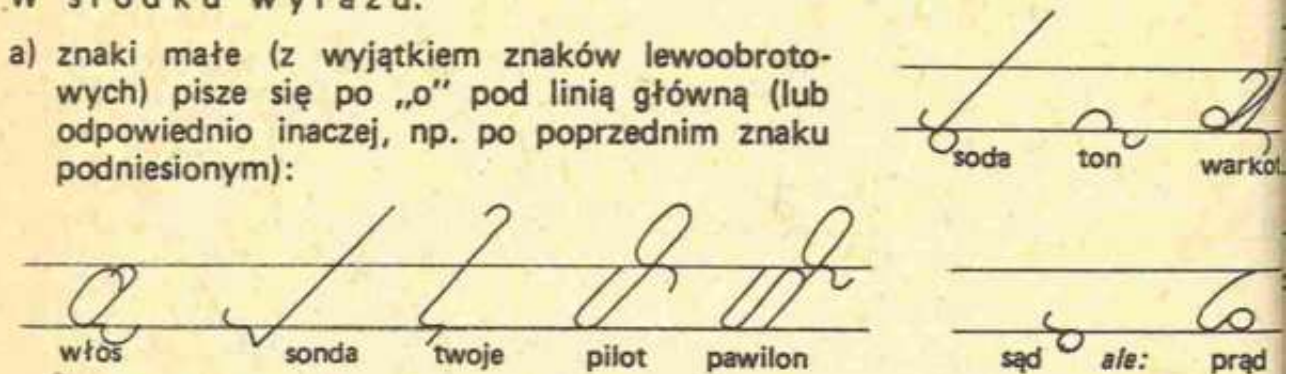 w środku wyrazu:
a) znaki małe (z wyjątkiem znaków lewoobroto-
wych) pisze się po „o” pod linią główną (lub
odpowiednio inaczej, np. po poprzednim znaku
podniesionym):
soda ton warkot
włos sonda twoje pilot pawilon
sąd ale: prąd